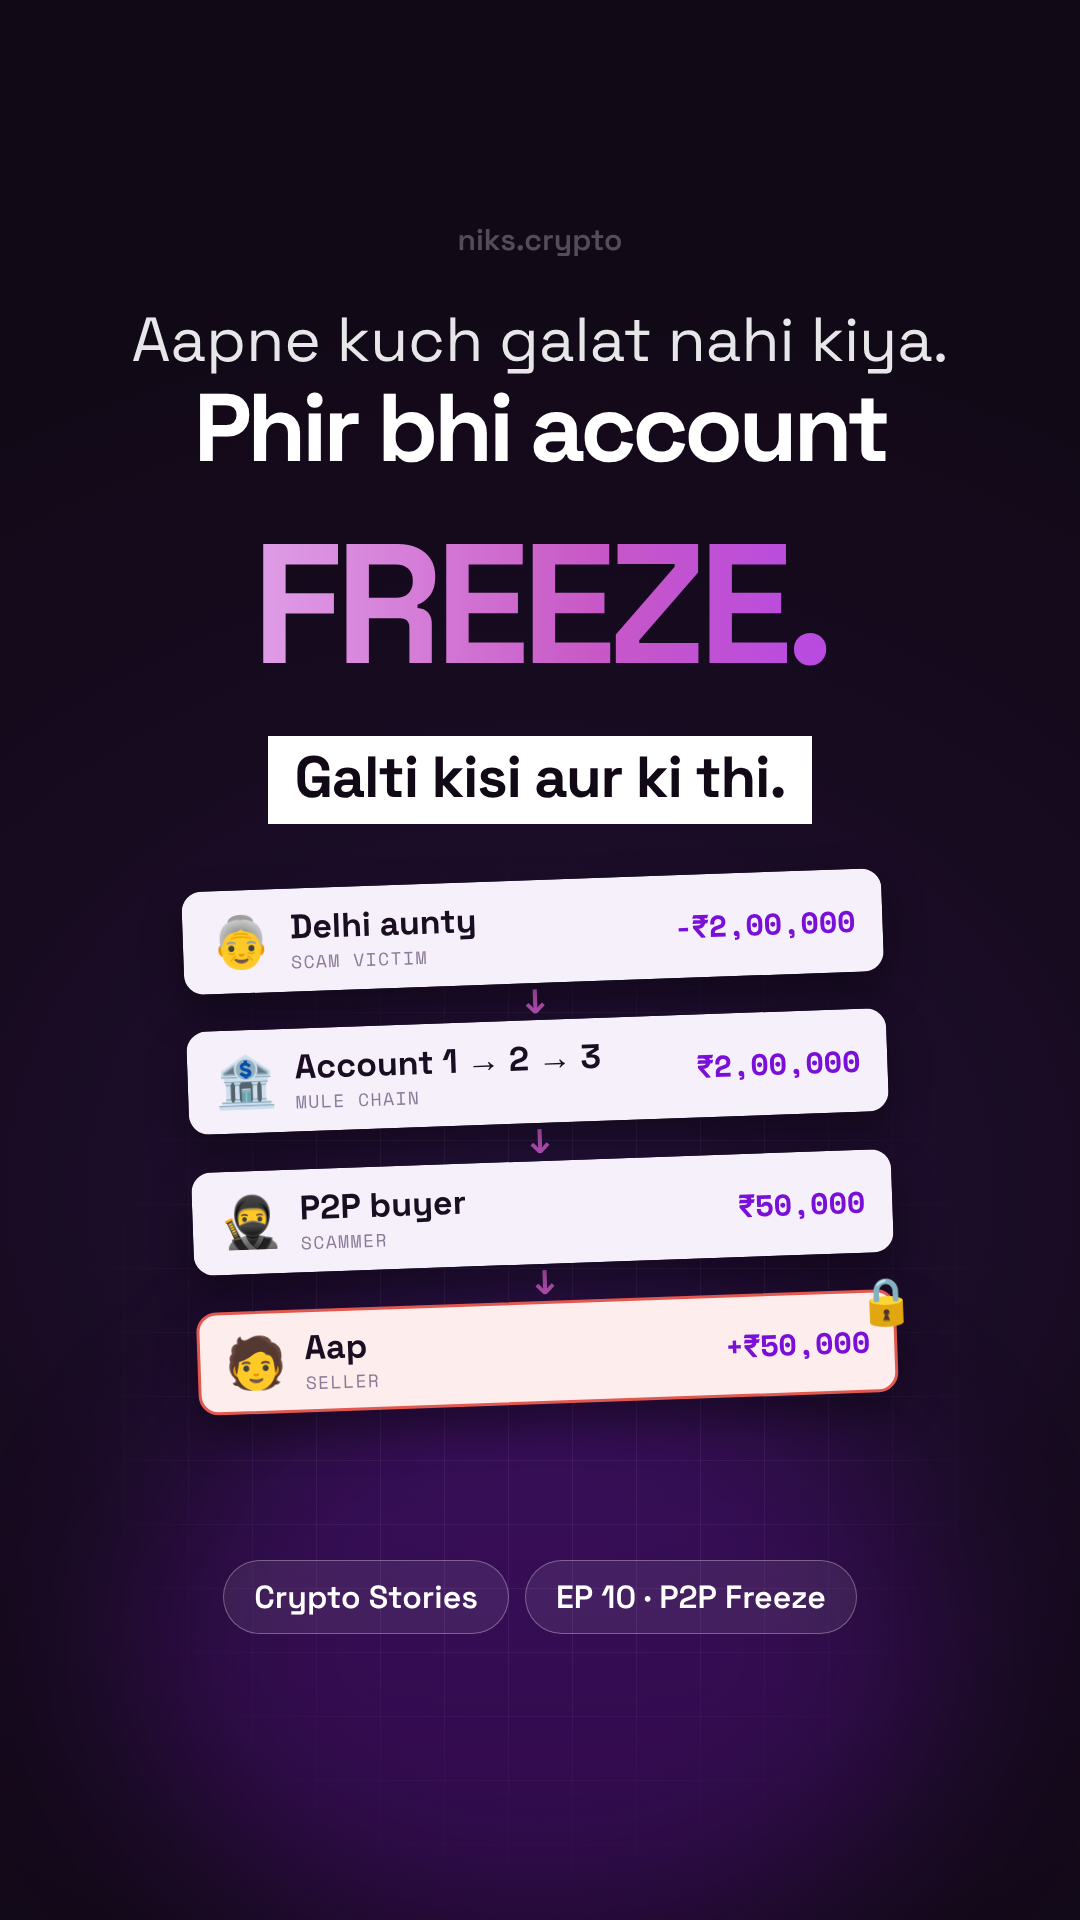 niks.crypto
Aapne kuch galat nahi kiya.
Phir bhi account
FREEZE.
Galti kisi aur ki thi.
Delhi aunty
-₹2,00,000
SCAM VICTIM
↓
Account 1 → 2 → 3
₹2,00,000
MULE CHAIN
↓
P2P buyer
₹50,000
SCAMMER
↓
Aap
+₹50,000
SELLER
Crypto Stories
EP 10 · P2P Freeze